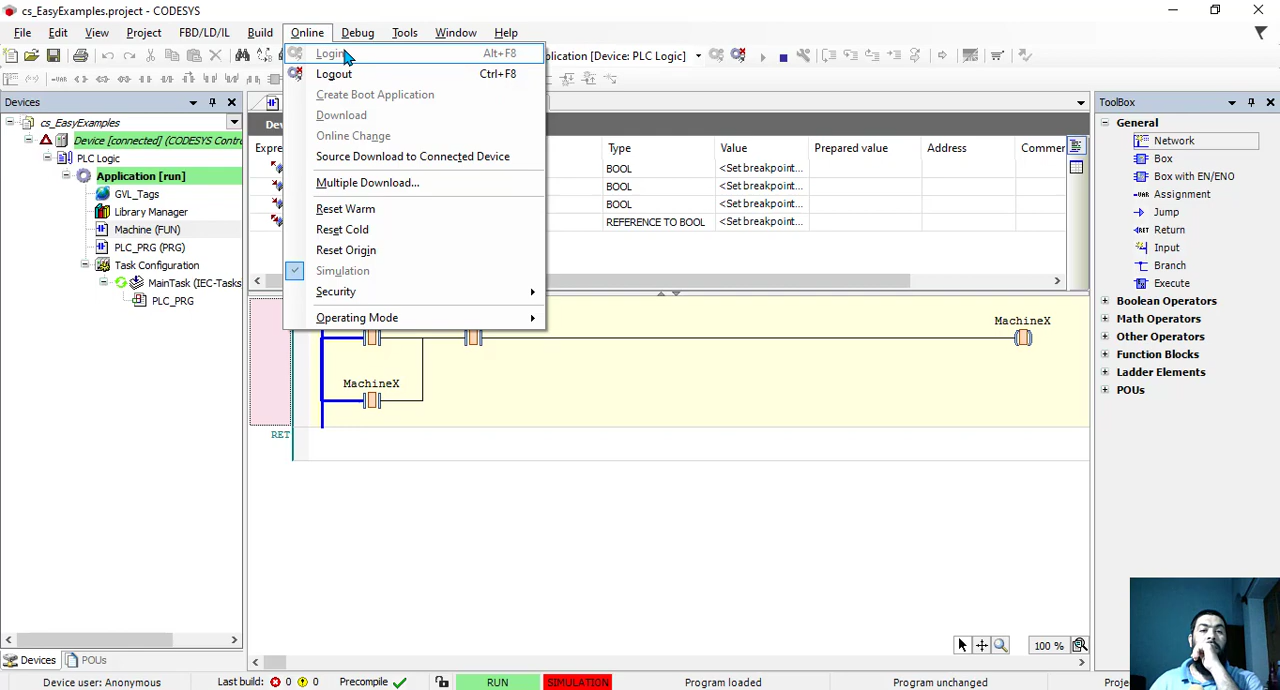 cs_EasyExamples.project - CODESYS
File Edit View Project FBD/LD/IL Build Online Debug Tools Window Help
plication [Device: PLC Logic]
Devices
cs_EasyExamples
Device [connected] (CODESYS Contr
PLC Logic
Application [run]
GVL_Tags
Library Manager
Machine (FUN)
PLC_PRG (PRG)
Task Configuration
MainTask (IEC-Tasks
PLC_PRG
Devices POUs
Login Alt+F8
Logout Ctrl+F8
Create Boot Application
Download
Online Change
Source Download to Connected Device
Multiple Download...
Reset Warm
Reset Cold
Reset Origin
Simulation
Security
Operating Mode
Dev
Expre Type Value Prepared value Address Commer
BOOL <Set breakpoint...
BOOL <Set breakpoint...
BOOL <Set breakpoint...
REFERENCE TO BOOL <Set breakpoint...
MachineX
MachineX
RET
100 %
ToolBox
General
Network
Box
Box with EN/ENO
Assignment
Jump
Return
Input
Branch
Execute
Boolean Operators
Math Operators
Other Operators
Function Blocks
Ladder Elements
POUs
Device user: Anonymous Last build: 0 0 Precompile RUN SIMULATION Program loaded Program unchanged Proje